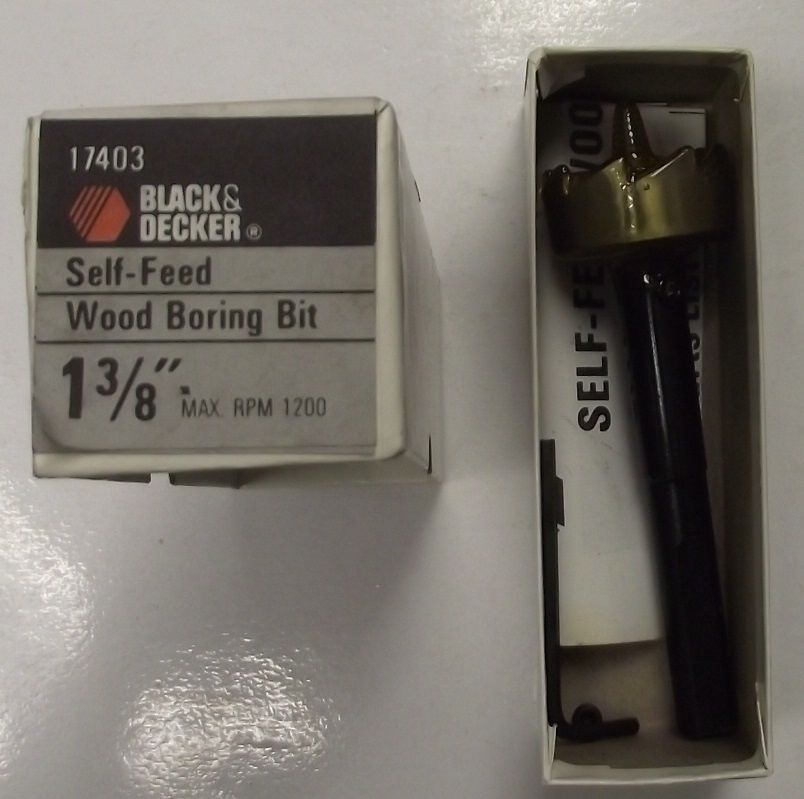 17403
BLACK&
DECKER®
Self-Feed
Wood Boring Bit
1 3/8"
MAX. RPM 1200
SELF-FE